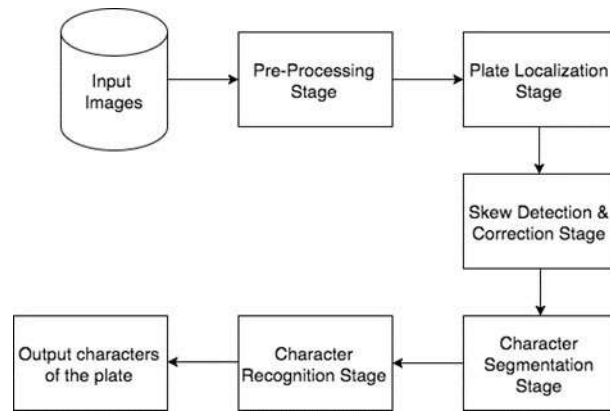 Input
Images
Pre-Processing
Stage
Plate Localization
Stage
Skew Detection &
Correction Stage
Character
Segmentation
Stage
Character
Recognition Stage
Output characters
of the plate